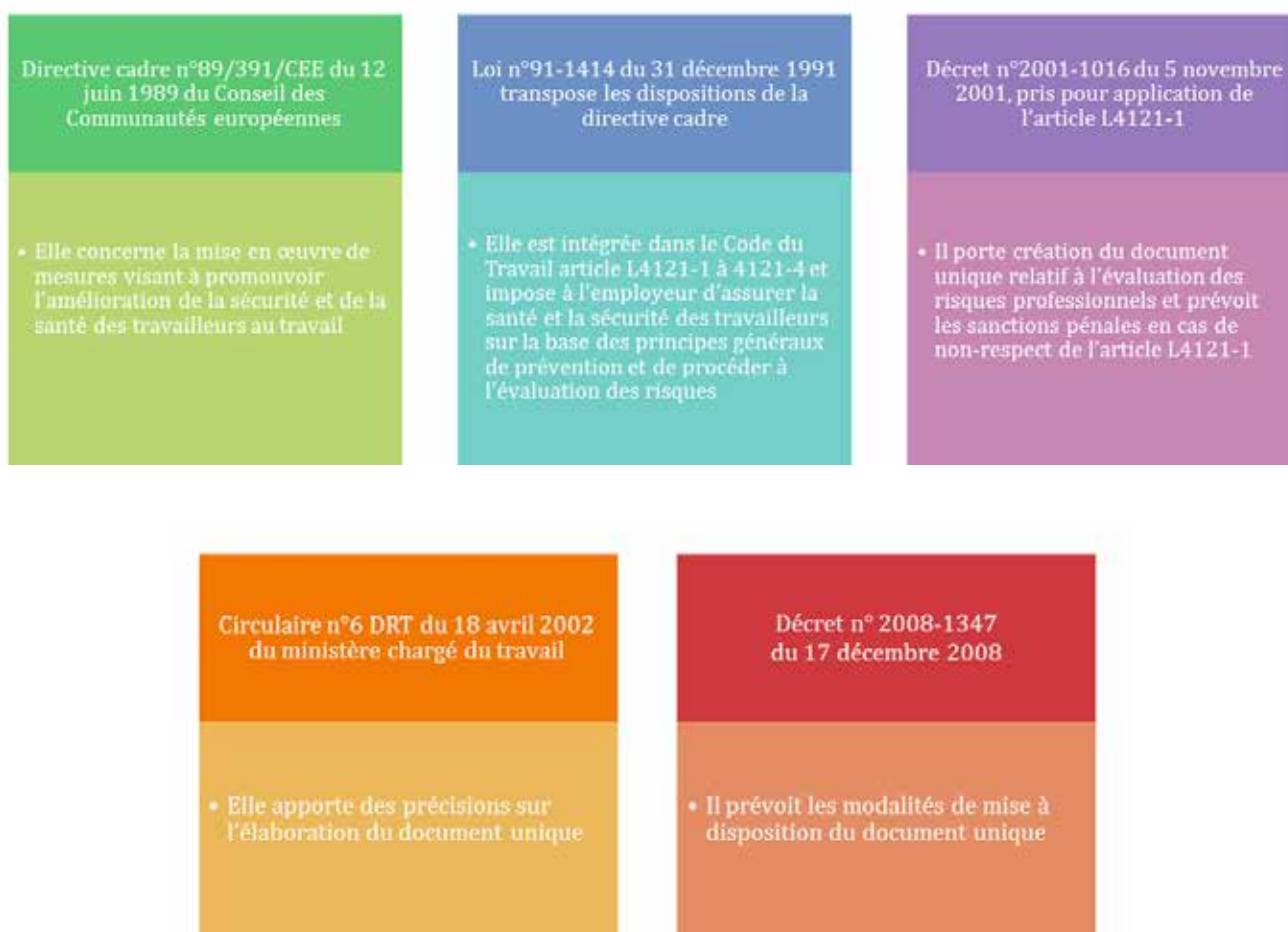 Directive cadre n°89/391/CEE du 12
juin 1989 du Conseil des
Communautés européennes
• Elle concerne la mise en œuvre de
mesures visant à promouvoir
l'amélioration de la sécurité et de la
santé des travailleurs au travail
Loi n°91-1414 du 31 décembre 1991
transpose les dispositions de la
directive cadre
• Elle est intégrée dans le Code du
Travail article L4121-1 à 4121-4 et
impose à l'employeur d'assurer la
santé et la sécurité des travailleurs
sur la base des principes généraux
de prévention et de procéder à
l'évaluation des risques
Décret n°2001-1016 du 5 novembre
2001, pris pour application de
l'article L4121-1
• Il porte création du document
unique relatif à l'évaluation des
risques professionnels et prévoit
les sanctions pénales en cas de
non-respect de l'article L4121-1
Circulaire n°6 DRT du 18 avril 2002
du ministère chargé du travail
• Elle apporte des précisions sur
l'élaboration du document unique
Décret n° 2008-1347
du 17 décembre 2008
• Il prévoit les modalités de mise à
disposition du document unique